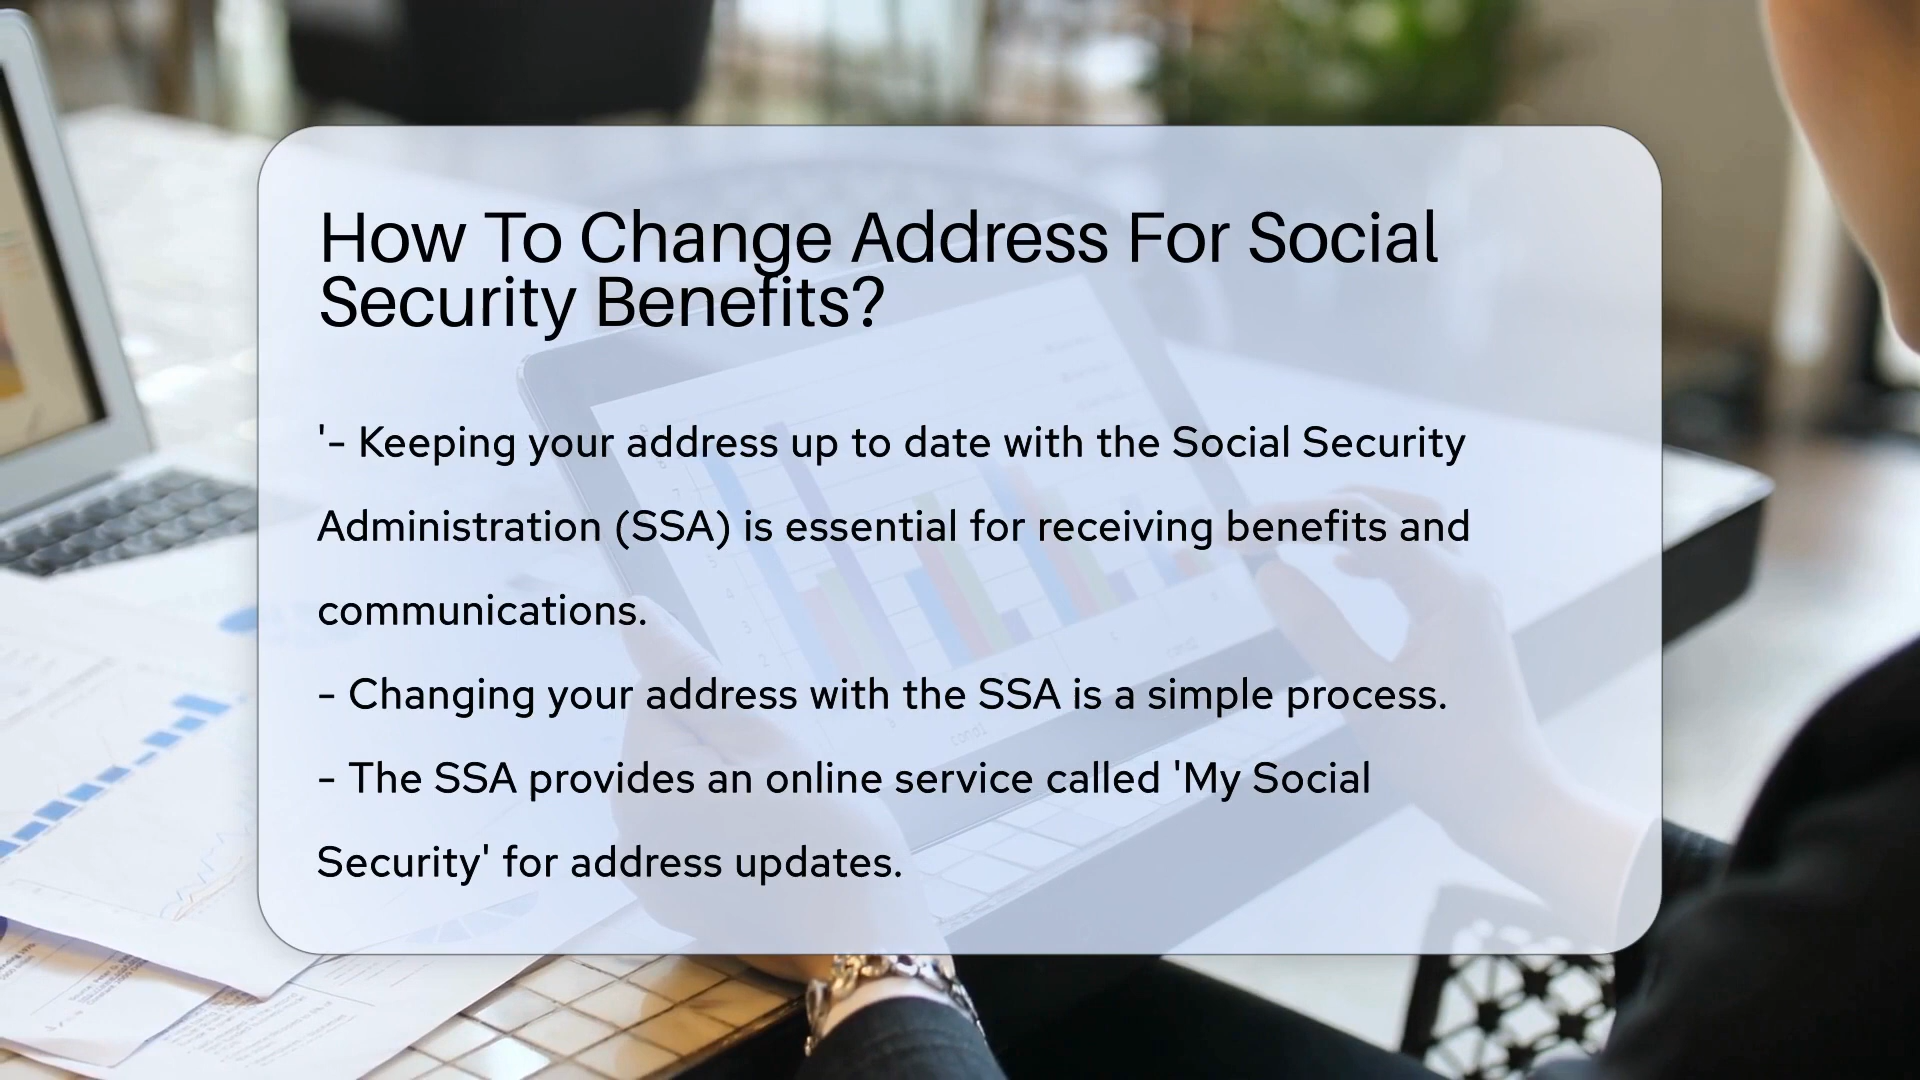 How To Change Address For Social
Security Benefits?
'- Keeping your address up to date with the Social Security
Administration (SSA) is essential for receiving benefits and
communications.
- Changing your address with the SSA is a simple process.
- The SSA provides an online service called 'My Social
Security' for address updates.